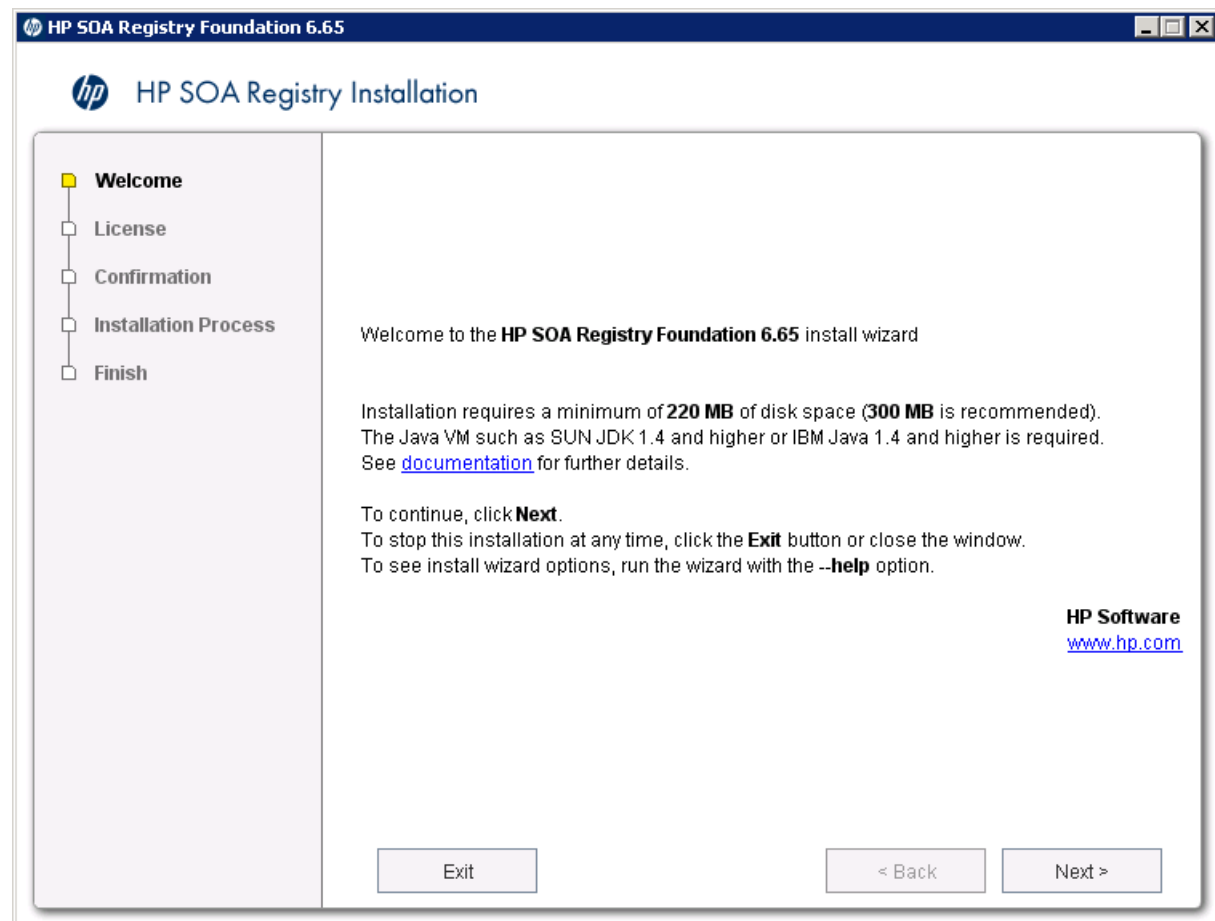 HP SOA Registry Foundation 6.65
hp HP SOA Registry Installation
Welcome
License
Confirmation
Installation Process
Finish
Welcome to the HP SOA Registry Foundation 6.65 install wizard
Installation requires a minimum of 220 MB of disk space (300 MB is recommended).
The Java VM such as SUN JDK 1.4 and higher or IBM Java 1.4 and higher is required.
See documentation for further details.
To continue, click Next.
To stop this installation at any time, click the Exit button or close the window.
To see install wizard options, run the wizard with the --help option.
HP Software
www.hp.com
Exit
< Back
Next >